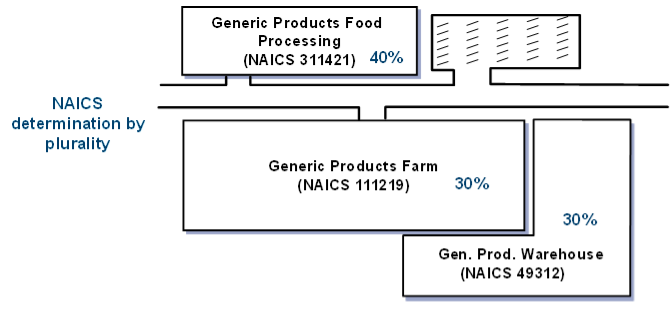 Generic Products Food
Processing
(NAICS 311421) 40%
NAICS
determination by
plurality
Generic Products Farm
(NAICS 111219) 30%
30%
Gen. Prod. Warehouse
(NAICS 49312)